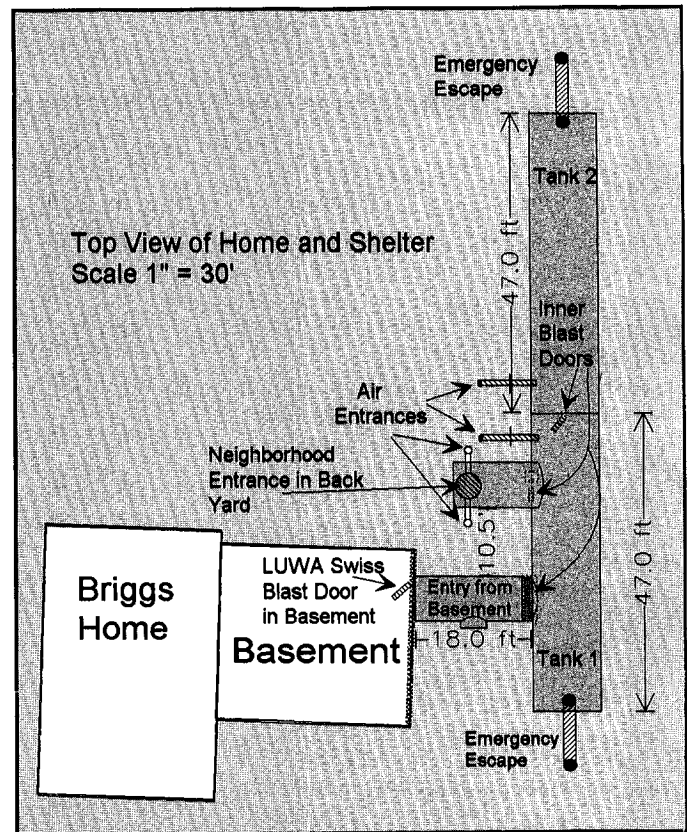 Emergency
Escape
Tank 2
47.0 ft
Top View of Home and Shelter
Scale 1" = 30'
Inner
Blast
Doors
Air
Entrances
Neighborhood
Entrance in Back
Yard
10.5'
47.0 ft
LUWA Swiss
Blast Door
in Basement
Entry from
Basement
Briggs
Home
Basement
18.0 ft
Tank 1
Emergency
Escape